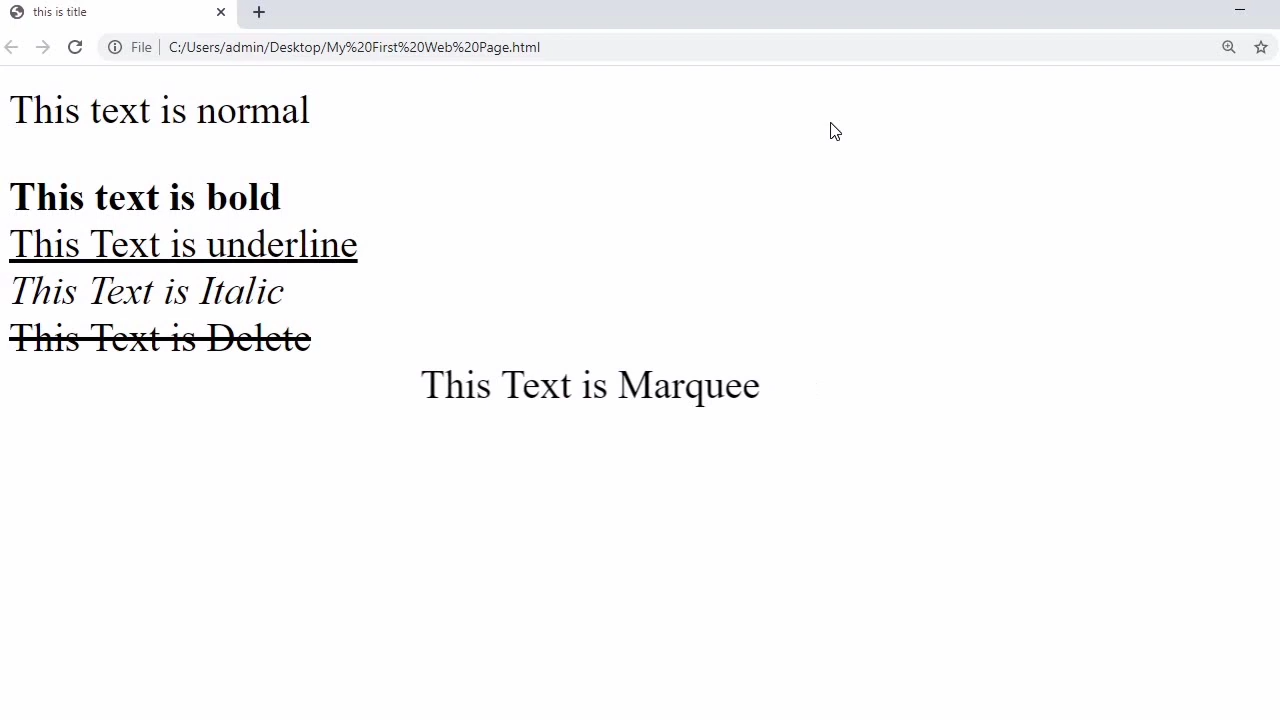 this is title
File C:/Users/admin/Desktop/My%20First%20Web%20Page.html
This text is normal
This text is bold
This Text is underline
This Text is Italic
This Text is Delete
This Text is Marquee